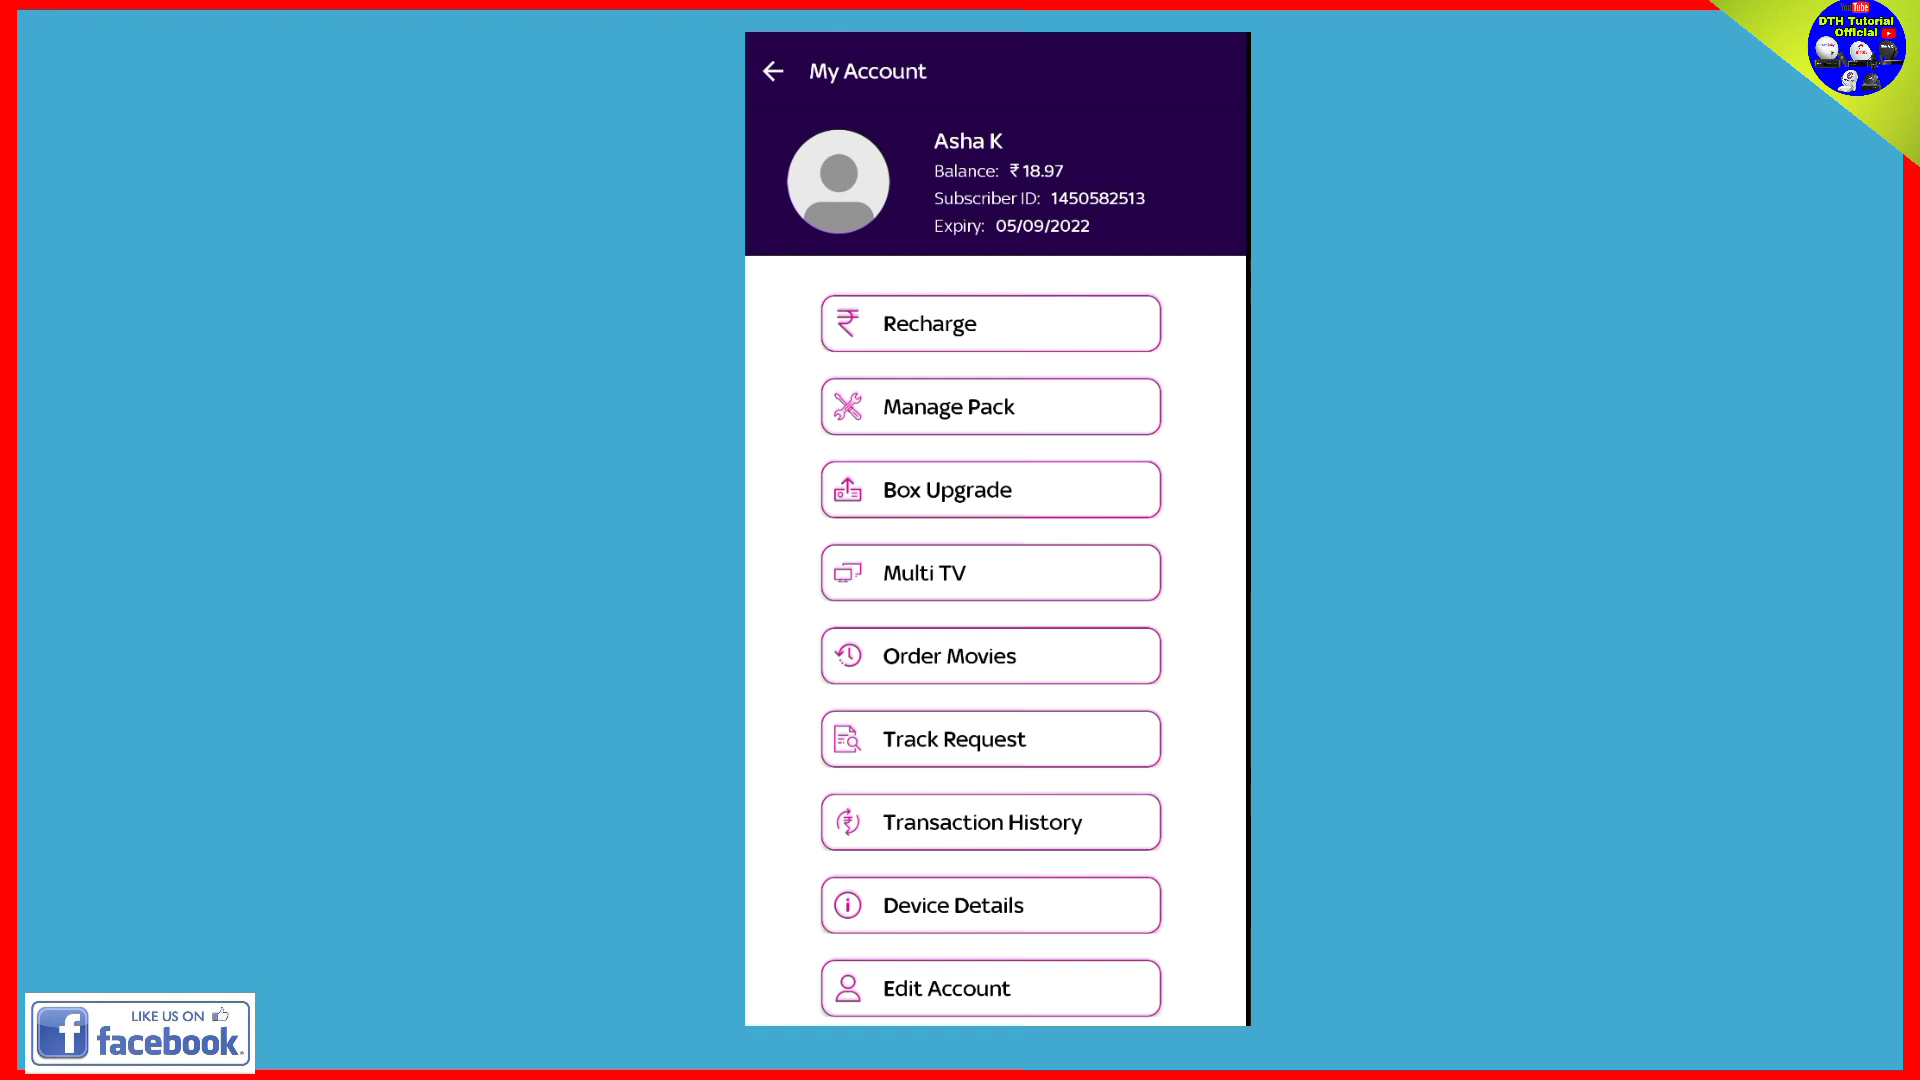 My Account
Asha K
Balance: ₹ 18.97
Subscriber ID: 1450582513
Expiry: 05/09/2022
Recharge
Manage Pack
Box Upgrade
Multi TV
Order Movies
Track Request
Transaction History
Device Details
Edit Account
YouTube
DTH Tutorial
Official
LIKE US ON
facebook.